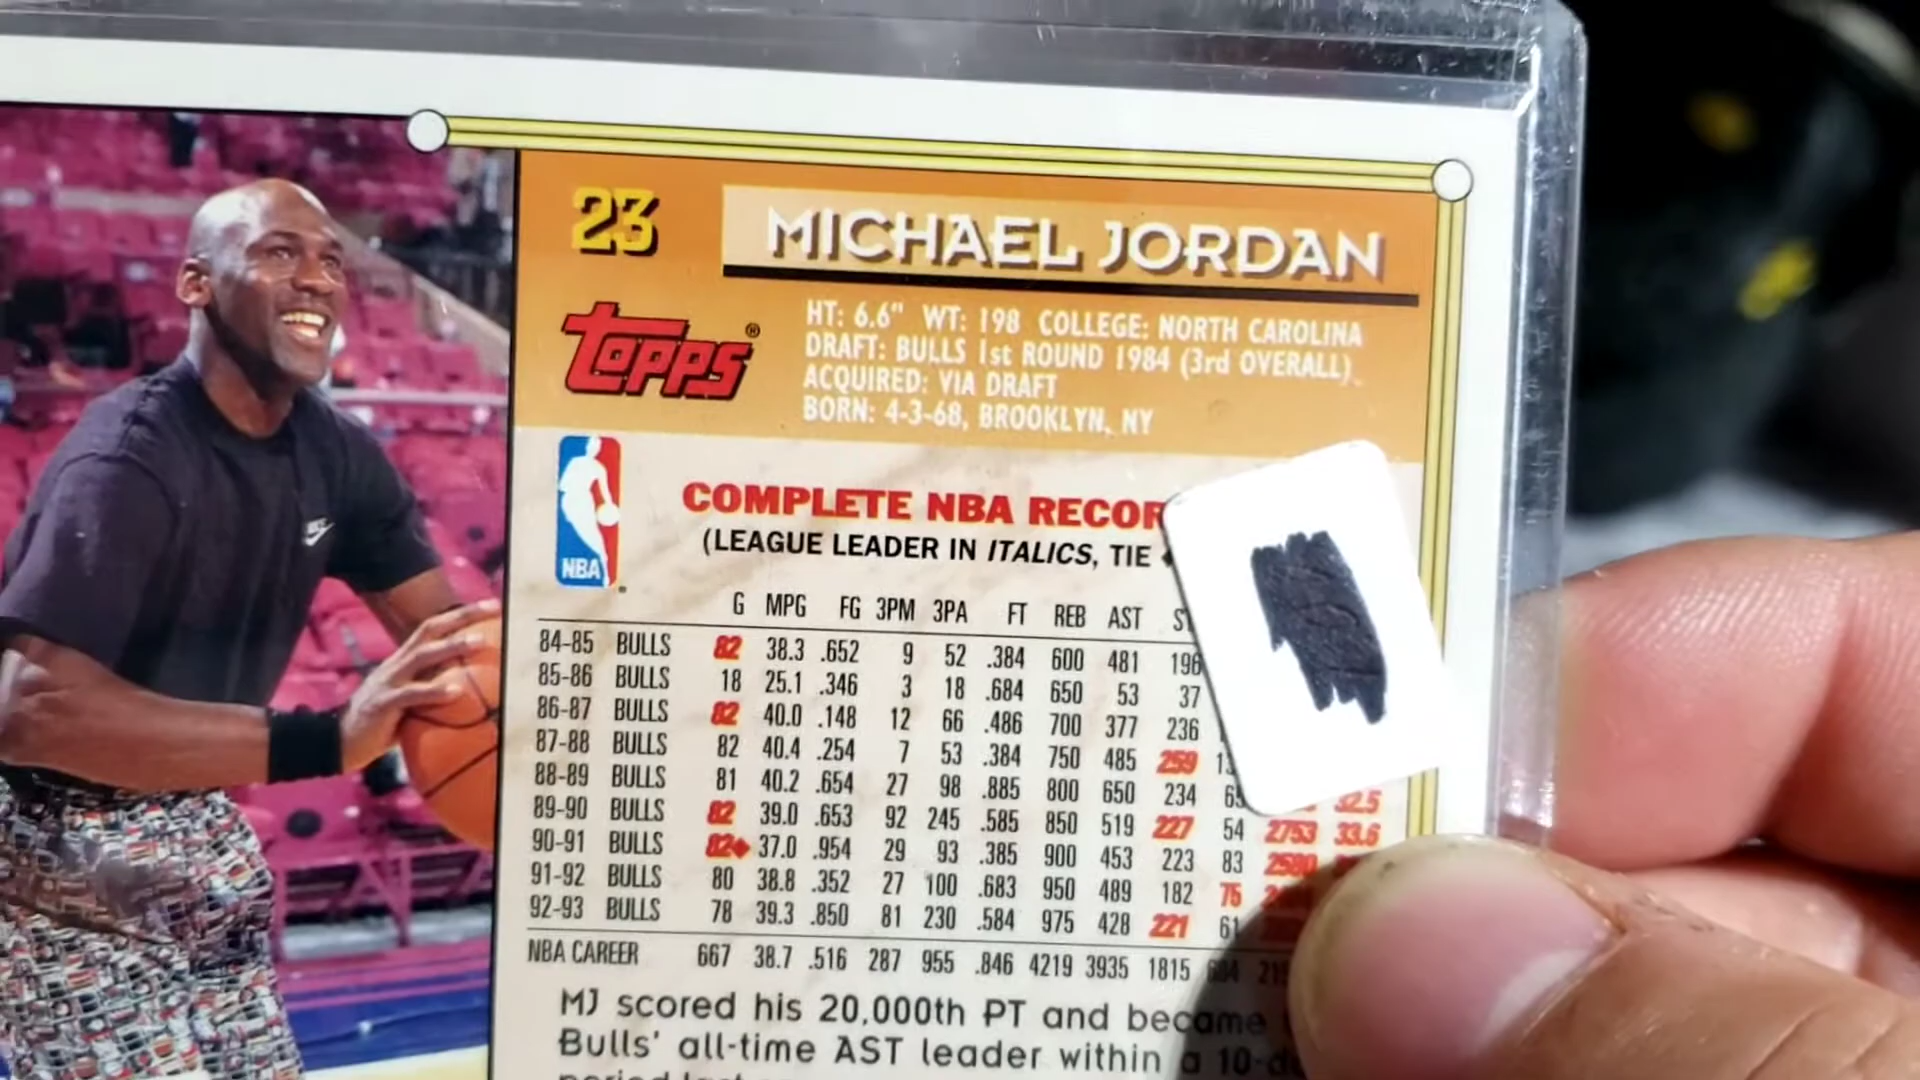 23
MICHAEL JORDAN
TOPPS®
HT: 6.6" WT: 198 COLLEGE: NORTH CAROLINA
DRAFT: BULLS 1st ROUND 1984 (3rd OVERALL)
ACQUIRED: VIA DRAFT
BORN: 4-3-68, BROOKLYN, NY
NBA
COMPLETE NBA RECOR
(LEAGUE LEADER IN ITALICS, TIE ♦
G MPG FG 3PM 3PA FT REB AST ST
84-85 BULLS 82 38.3 .652 9 52 .384 600 481 196
85-86 BULLS 18 25.1 .346 3 18 .684 650 53 37
86-87 BULLS 82 40.0 .148 12 66 .486 700 377 236
87-88 BULLS 82 40.4 .254 7 53 .384 750 485 259
88-89 BULLS 81 40.2 .654 27 98 .885 800 650 234 65 32.5
89-90 BULLS 82 39.0 .653 92 245 .585 850 519 227 54 2753 33.6
90-91 BULLS 82♦ 37.0 .954 29 93 .385 900 453 223 83 2580
91-92 BULLS 80 38.8 .352 27 100 .683 950 489 182 75
92-93 BULLS 78 39.3 .850 81 230 .584 975 428 221 61
NBA CAREER 667 38.7 .516 287 955 .846 4219 3935 1815
MJ scored his 20,000th PT and became
Bulls' all-time AST leader within a 10-d